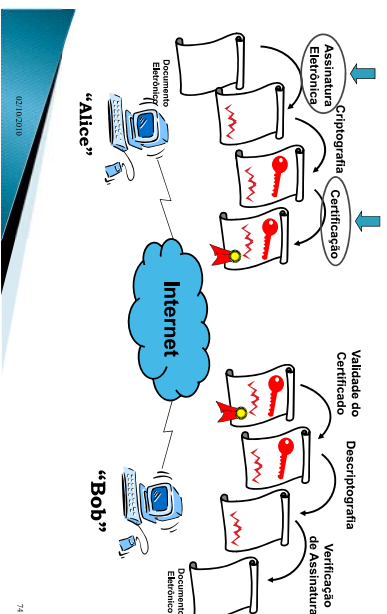 Assinatura
Eletrônica
Criptografia
Certificação
Validade do
Certificado
Descriptografia
Verificação
de Assinatura
Documento
Eletrônico
Internet
Documento
Eletrônico
“Alice”
“Bob”
02/10/2010
74